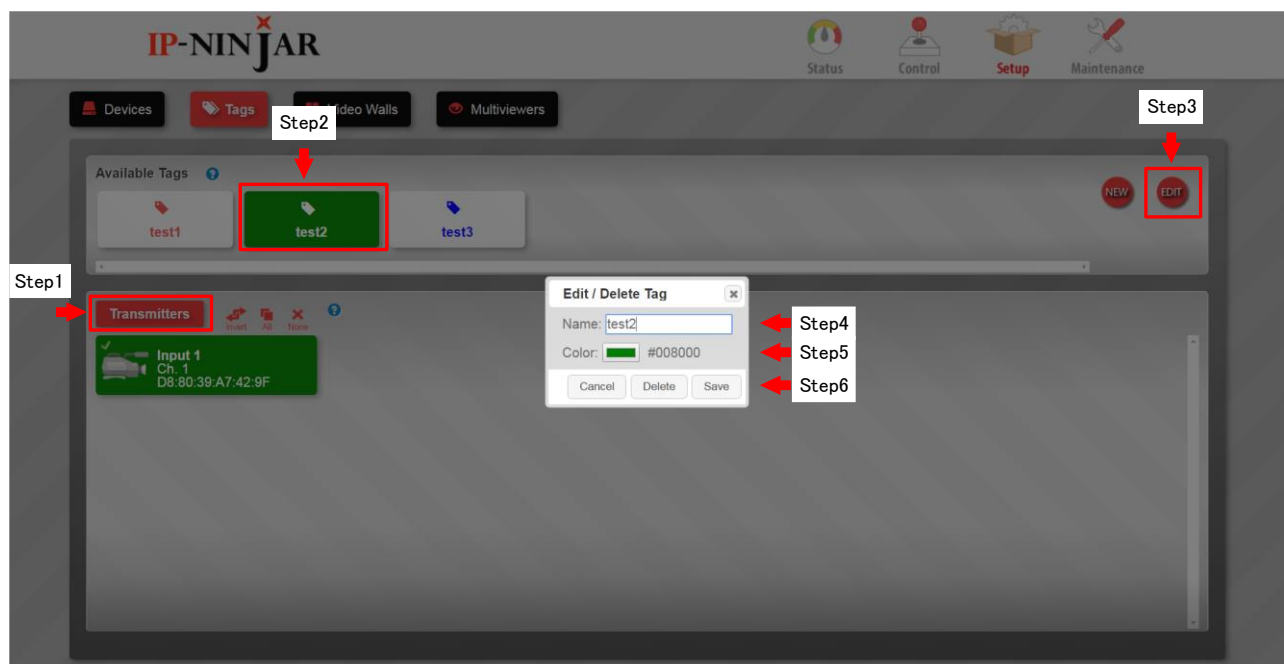 IP-NINJAR
Status
Control
Setup
Maintenance
Devices
Tags
Video Walls
Multiviewers
Step2
Step3
Available Tags
NEW
EDIT
test1
test2
test3
Step1
Transmitters
Invert
All
None
Edit / Delete Tag
Name: test2
Step4
Color: #008000
Step5
Cancel
Delete
Save
Step6
Input 1
Ch. 1
D8:80:39:A7:42:9F